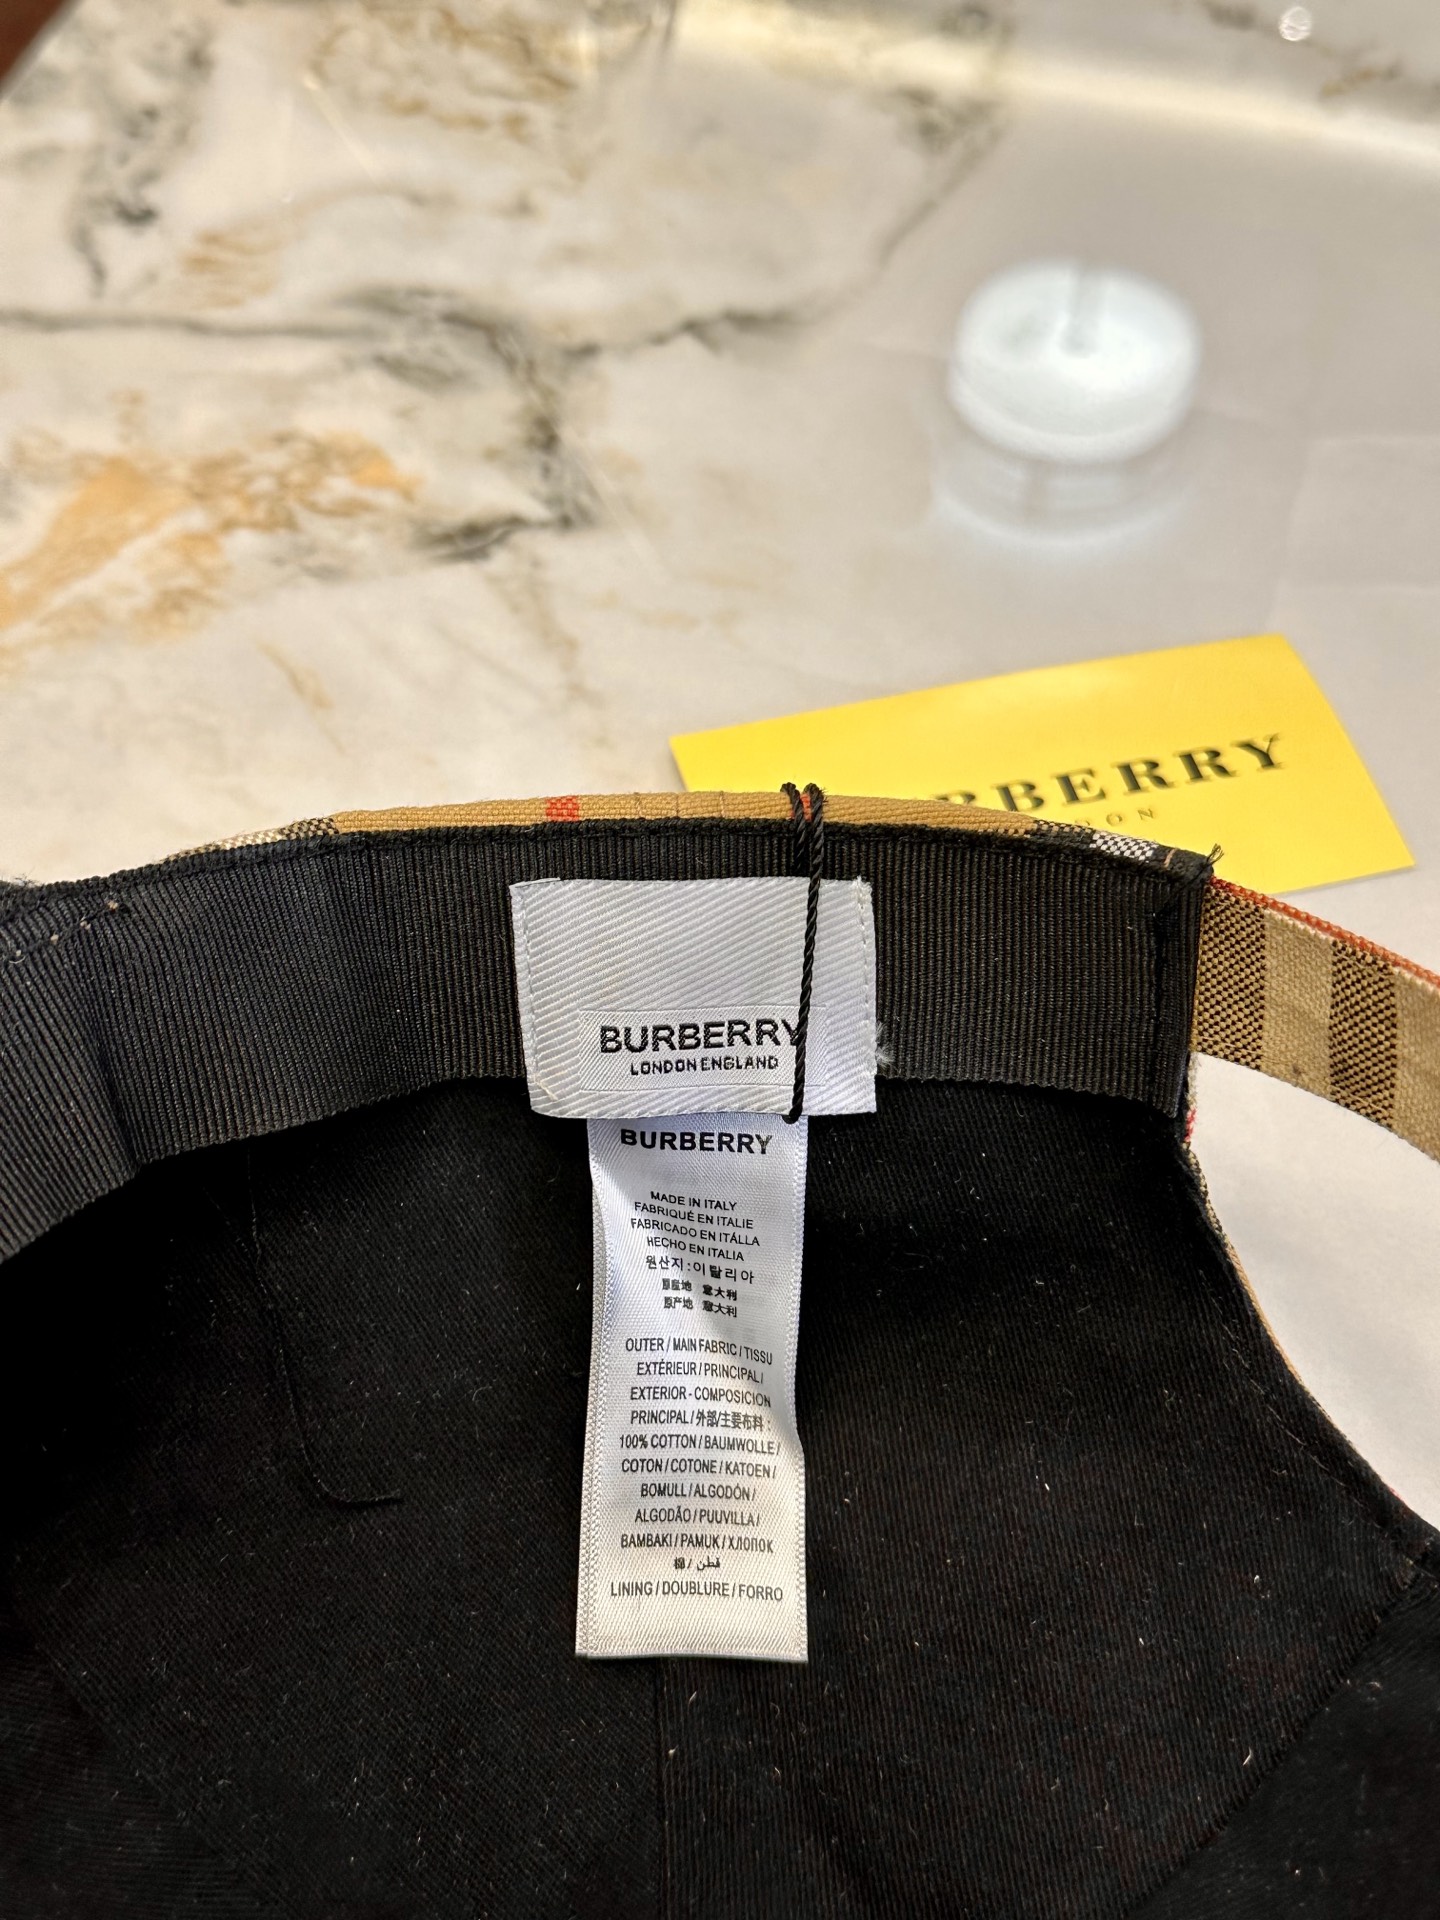 BERRY
BURBERRY
LONDON ENGLAND
BURBERRY
MADE IN ITALY
FABRIQUÉ EN ITALIE
FABRICADO EN ITÁLLA
HECHO EN ITALIA
원산지:이탈리아
原產地 意大利
原产地 意大利
OUTER / MAIN FABRIC / TISSU
EXTÉRIEUR / PRINCIPAL /
EXTERIOR - COMPOSICION
PRINCIPAL / 外部/主要布料 :
100% COTTON / BAUMWOLLE /
COTON / COTONE / KATOEN /
BOMULL / ALGODÓN /
ALGODÃO / PUUVILLA /
BAMBAKI / PAMUK / ХЛОПОК
棉 / قطن
LINING / DOUBLURE / FORRO